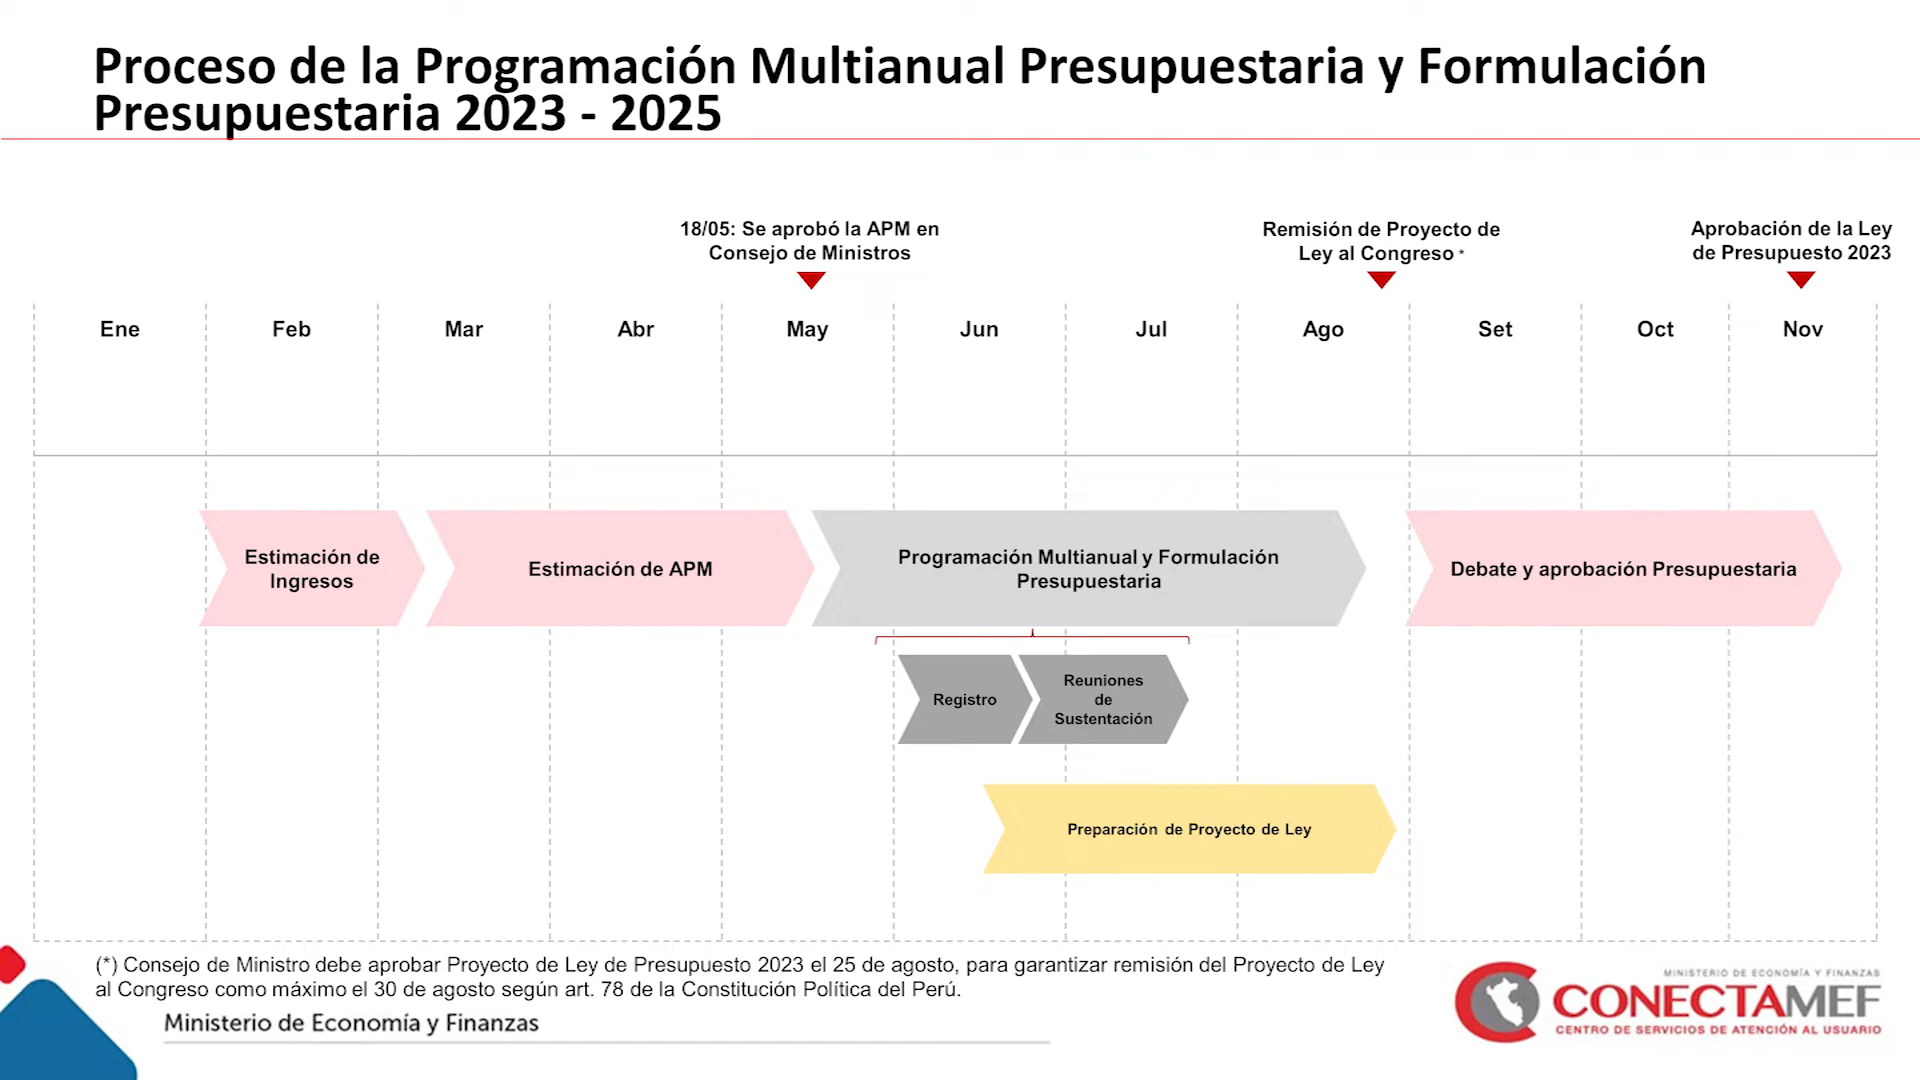 Proceso de la Programación Multianual Presupuestaria y Formulación
Presupuestaria 2023 - 2025
18/05: Se aprobó la APM en
Consejo de Ministros
Remisión de Proyecto de
Ley al Congreso *
Aprobación de la Ley
de Presupuesto 2023
Ene Feb Mar Abr May Jun Jul Ago Set Oct Nov
Estimación de
Ingresos
Estimación de APM
Programación Multianual y Formulación
Presupuestaria
Debate y aprobación Presupuestaria
Registro
Reuniones
de
Sustentación
Preparación de Proyecto de Ley
(*) Consejo de Ministro debe aprobar Proyecto de Ley de Presupuesto 2023 el 25 de agosto, para garantizar remisión del Proyecto de Ley
al Congreso como máximo el 30 de agosto según art. 78 de la Constitución Política del Perú.
Ministerio de Economía y Finanzas
MINISTERIO DE ECONOMÍA Y FINANZAS
CONECTAMEF
CENTRO DE SERVICIOS DE ATENCIÓN AL USUARIO